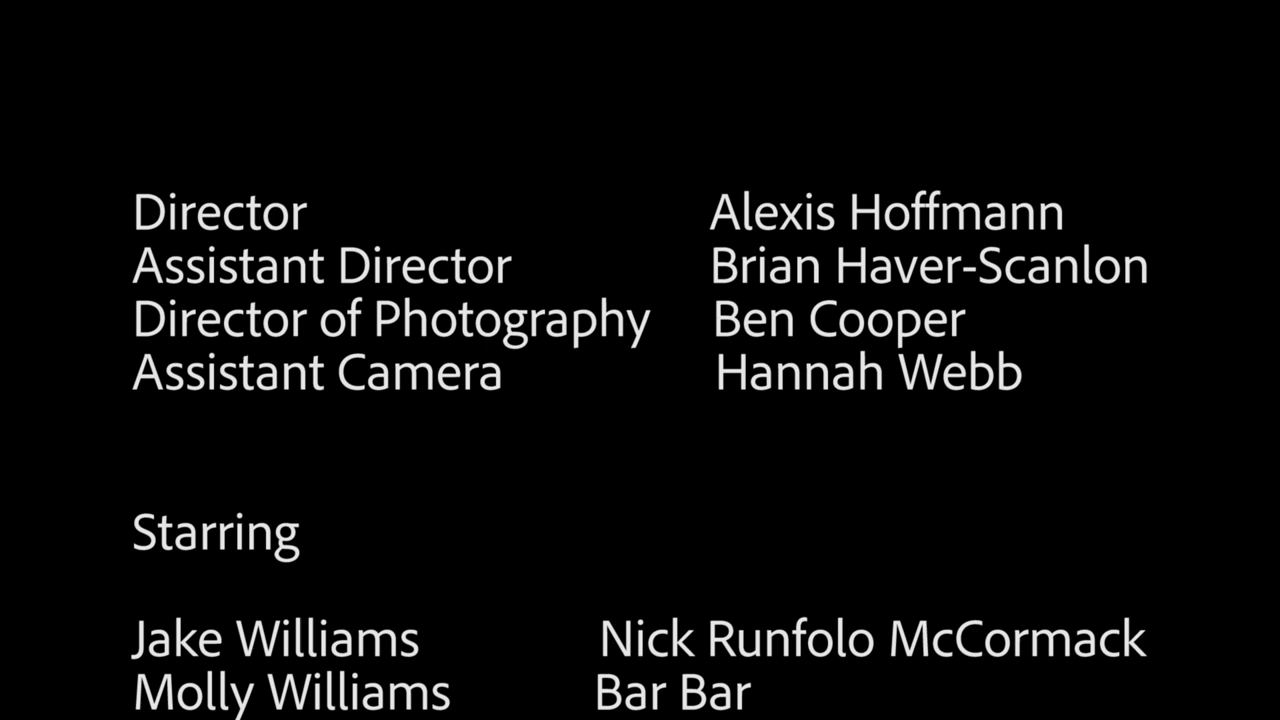 Director Alexis Hoffmann
Assistant Director Brian Haver-Scanlon
Director of Photography Ben Cooper
Assistant Camera Hannah Webb
Starring
Jake Williams Nick Runfolo McCormack
Molly Williams Bar Bar